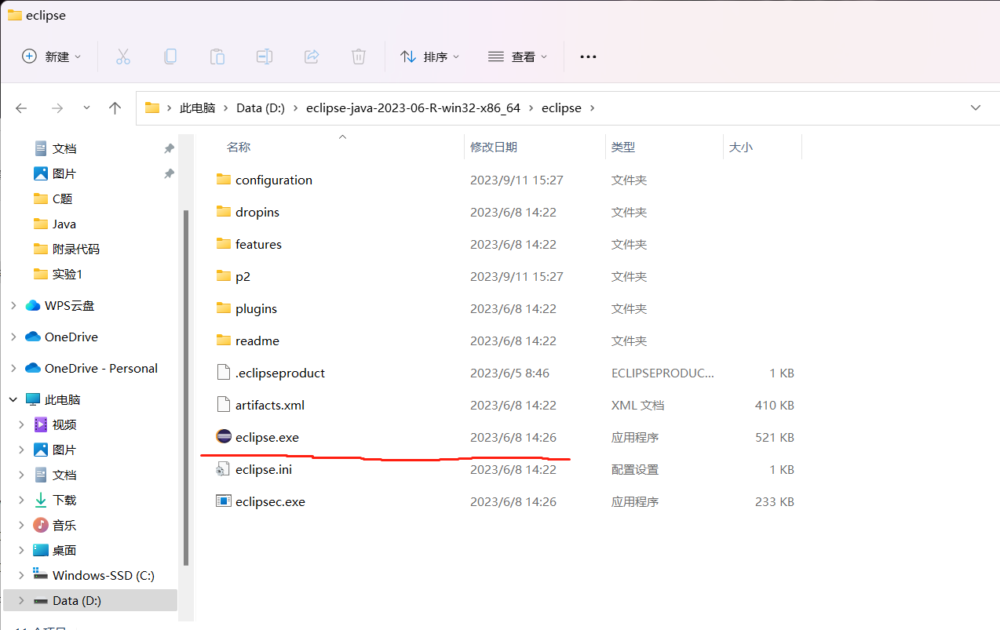 eclipse
新建 排序 查看
此电脑 Data (D:) eclipse-java-2023-06-R-win32-x86_64 eclipse
文档
图片
C题
Java
附录代码
实验1
WPS云盘
OneDrive
OneDrive - Personal
此电脑
视频
图片
文档
下载
音乐
桌面
Windows-SSD (C:)
Data (D:)
名称 修改日期 类型 大小
configuration 2023/9/11 15:27 文件夹
dropins 2023/6/8 14:22 文件夹
features 2023/6/8 14:22 文件夹
p2 2023/9/11 15:27 文件夹
plugins 2023/6/8 14:22 文件夹
readme 2023/6/8 14:22 文件夹
.eclipseproduct 2023/6/5 8:46 ECLIPSEPRODUC... 1 KB
artifacts.xml 2023/6/8 14:22 XML 文档 410 KB
eclipse.exe 2023/6/8 14:26 应用程序 521 KB
eclipse.ini 2023/6/8 14:22 配置设置 1 KB
eclipsec.exe 2023/6/8 14:26 应用程序 233 KB